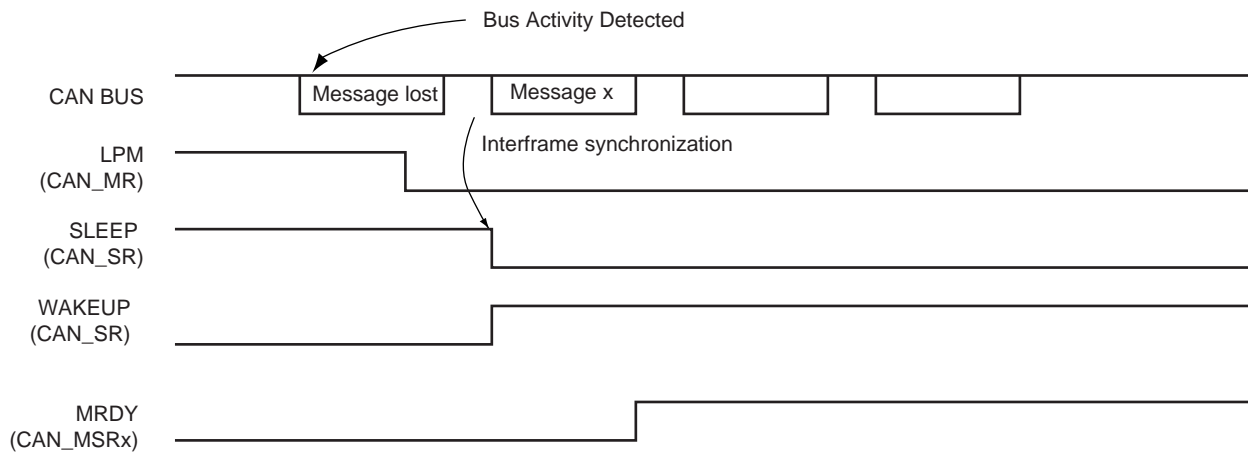 Bus Activity Detected
CAN BUS
Message lost
Message x
Interframe synchronization
LPM
(CAN_MR)
SLEEP
(CAN_SR)
WAKEUP
(CAN_SR)
MRDY
(CAN_MSRx)